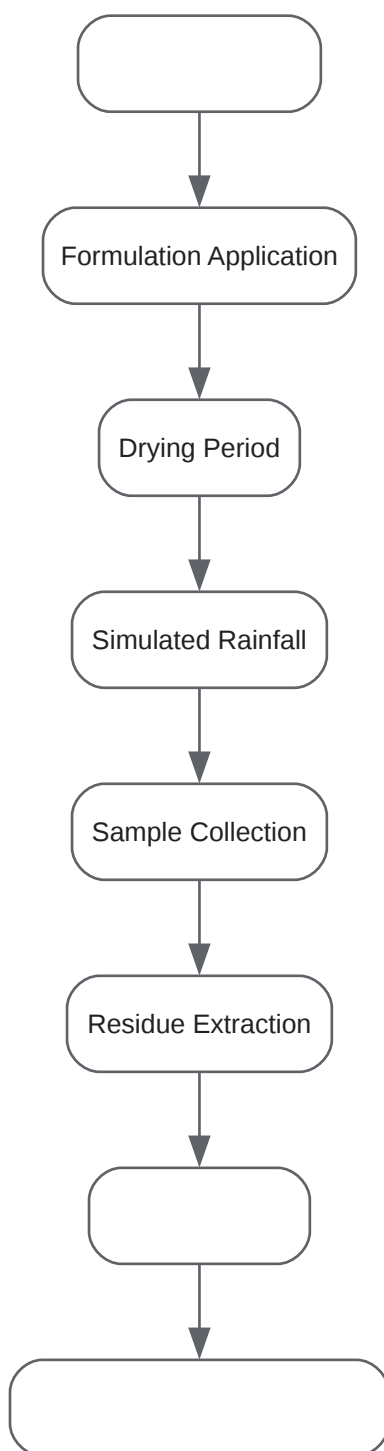 Formulation Application
Drying Period
Simulated Rainfall
Sample Collection
Residue Extraction